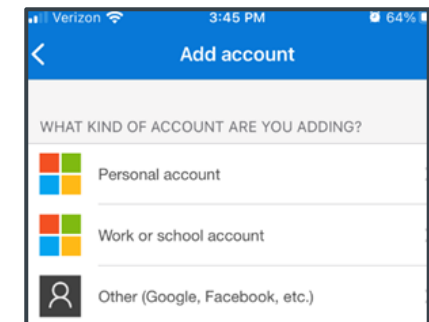 Verizon 3:45 PM 64%
Add account
WHAT KIND OF ACCOUNT ARE YOU ADDING?
Personal account
Work or school account
Other (Google, Facebook, etc.)